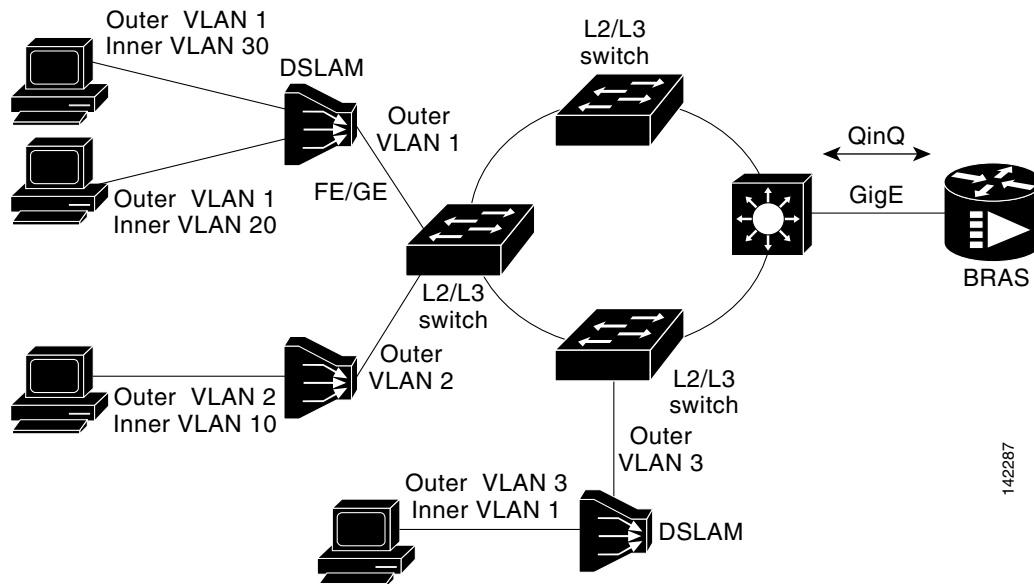 Outer VLAN 1
Inner VLAN 30
DSLAM
L2/L3
switch
Outer
VLAN 1
QinQ
FE/GE
GigE
Outer VLAN 1
Inner VLAN 20
BRAS
L2/L3
switch
Outer
VLAN 2
Outer VLAN 2
Inner VLAN 10
L2/L3
switch
Outer
VLAN 3
Outer VLAN 3
Inner VLAN 1
DSLAM
142287